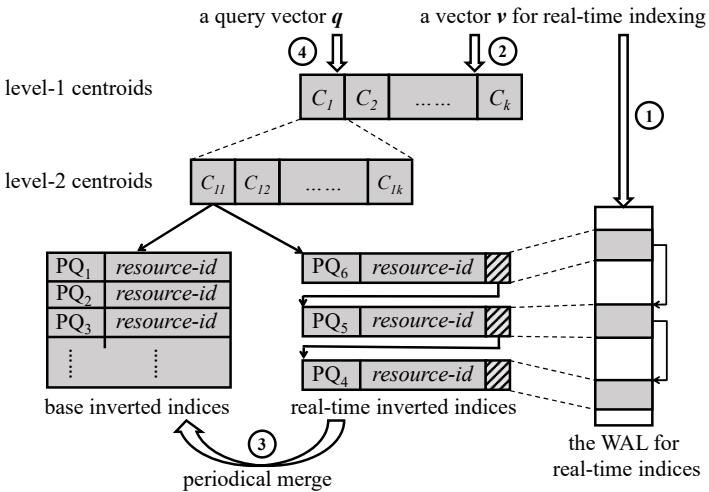 a query vector q
a vector v for real-time indexing
4
2
level-1 centroids
C1 C2 …… Ck
1
level-2 centroids
C11 C12 …… C1k
PQ1 resource-id
PQ2 resource-id
PQ3 resource-id
PQ6 resource-id
PQ5 resource-id
PQ4 resource-id
base inverted indices
real-time inverted indices
3
periodical merge
the WAL for
real-time indices